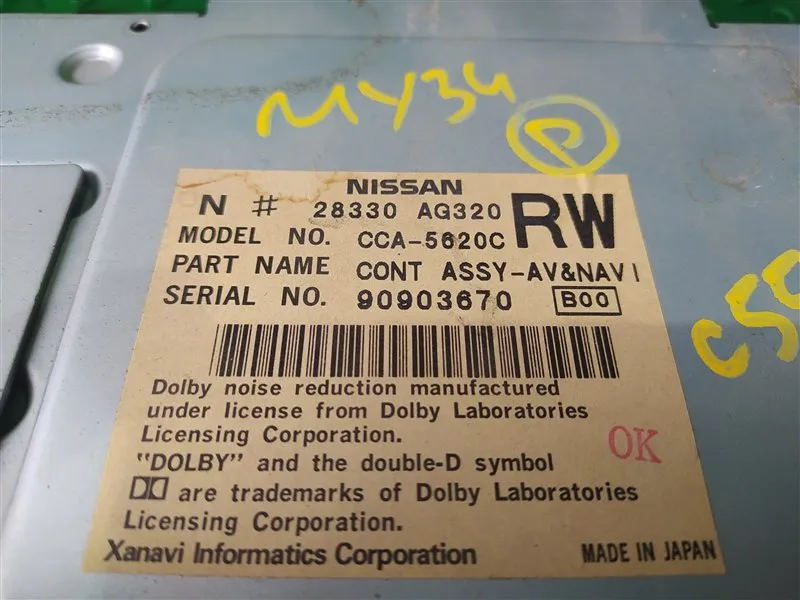 MY34
P
NISSAN
N # 28330 AG320 RW
MODEL NO. CCA-5620C
PART NAME CONT ASSY-AV&NAVI
SERIAL NO. 90903670 B00
Dolby noise reduction manufactured
under license from Dolby Laboratories
Licensing Corporation.
"DOLBY" and the double-D symbol
are trademarks of Dolby Laboratories
Licensing Corporation.
OK
Xanavi Informatics Corporation
MADE IN JAPAN